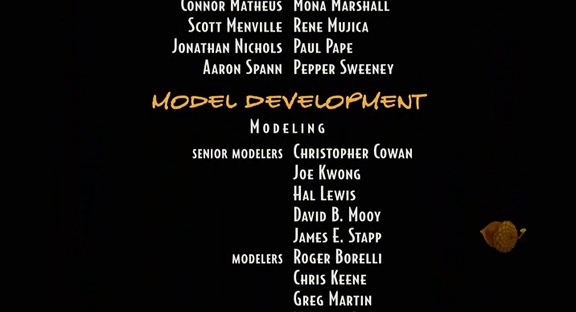 CONNOR MATHEUS MONA MARSHALL
SCOTT MENVILLE RENE MUJICA
JONATHAN NICHOLS PAUL PAPE
AARON SPANN PEPPER SWEENEY
MODEL DEVELOPMENT
MODELING
SENIOR MODELERS CHRISTOPHER COWAN
JOE KWONG
HAL LEWIS
DAVID B. MOOY
JAMES E. STAPP
MODELERS ROGER BORELLI
CHRIS KEENE
GREG MARTIN